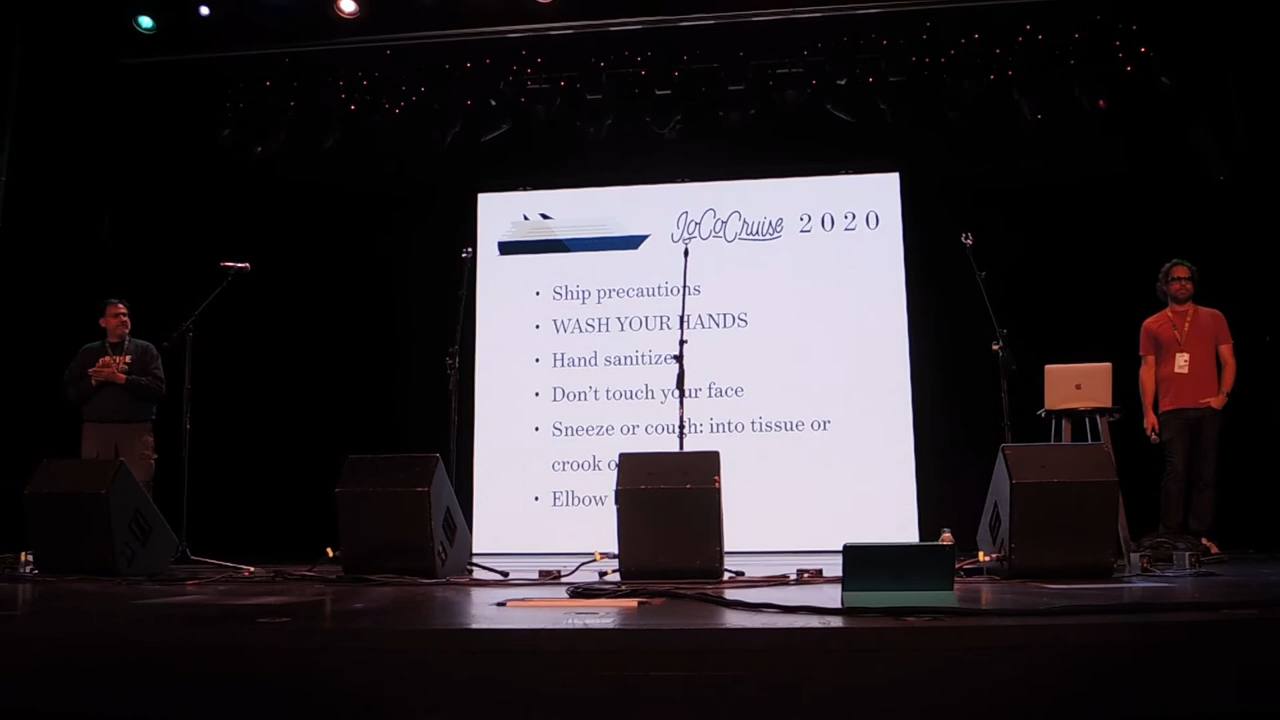 JoCoCruise 2020
• Ship precautions
• WASH YOUR HANDS
• Hand sanitizer
• Don't touch your face
• Sneeze or cough: into tissue or
crook
• Elbow